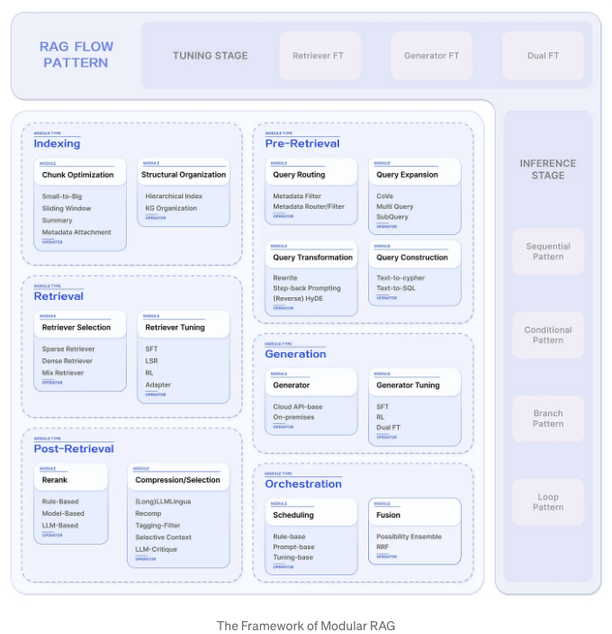 RAG FLOW
PATTERN
TUNING STAGE
Retriever FT
Generator FT
Dual FT
MODULE TYPE
Indexing
MODULE
Chunk Optimization
Small-to-Big
Sliding Window
Summary
Metadata Attachment
OPERATOR
MODULE
Structural Organization
Hierarchical Index
KG Organization
OPERATOR
MODULE TYPE
Pre-Retrieval
MODULE
Query Routing
Metadata Filter
Metadata Router/Filter
OPERATOR
MODULE
Query Expansion
CoVe
Multi Query
SubQuery
OPERATOR
MODULE
Query Transformation
Rewrite
Step-back Prompting
(Reverse) HyDE
OPERATOR
MODULE
Query Construction
Text-to-cypher
Text-to-SQL
OPERATOR
MODULE TYPE
Retrieval
MODULE
Retriever Selection
Sparse Retriever
Dense Retriever
Mix Retriever
OPERATOR
MODULE
Retriever Tuning
SFT
LSR
RL
Adapter
OPERATOR
MODULE TYPE
Generation
MODULE
Generator
Cloud API-base
On-premises
OPERATOR
MODULE
Generator Tuning
SFT
RL
Dual FT
OPERATOR
MODULE TYPE
Post-Retrieval
MODULE
Rerank
Rule-Based
Model-Based
LLM-Based
OPERATOR
MODULE
Compression/Selection
(Long)LLMLingua
Recomp
Tagging-Filter
Selective Context
LLM-Critique
OPERATOR
MODULE TYPE
Orchestration
MODULE
Scheduling
Rule-base
Prompt-base
Tuning-base
OPERATOR
MODULE
Fusion
Possibility Ensemble
RRF
OPERATOR
INFERENCE
STAGE
Sequential
Pattern
Conditional
Pattern
Branch
Pattern
Loop
Pattern
The Framework of Modular RAG